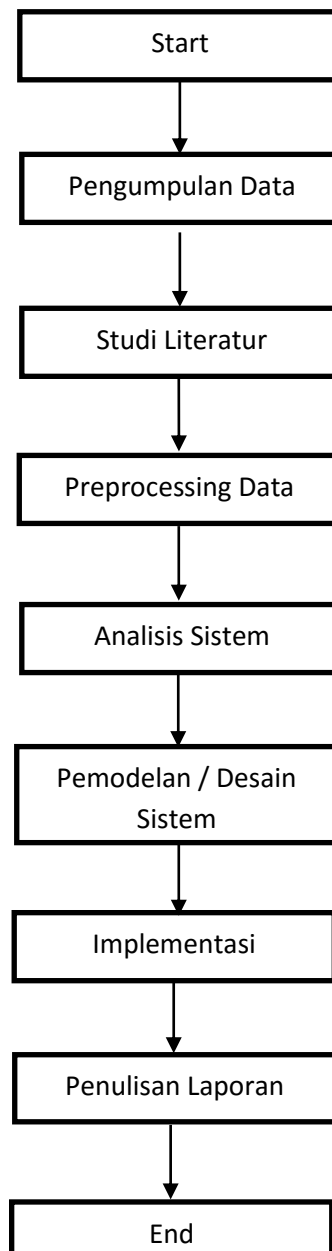 Start
Pengumpulan Data
Studi Literatur
Preprocessing Data
Analisis Sistem
Pemodelan / Desain
Sistem
Implementasi
Penulisan Laporan
End